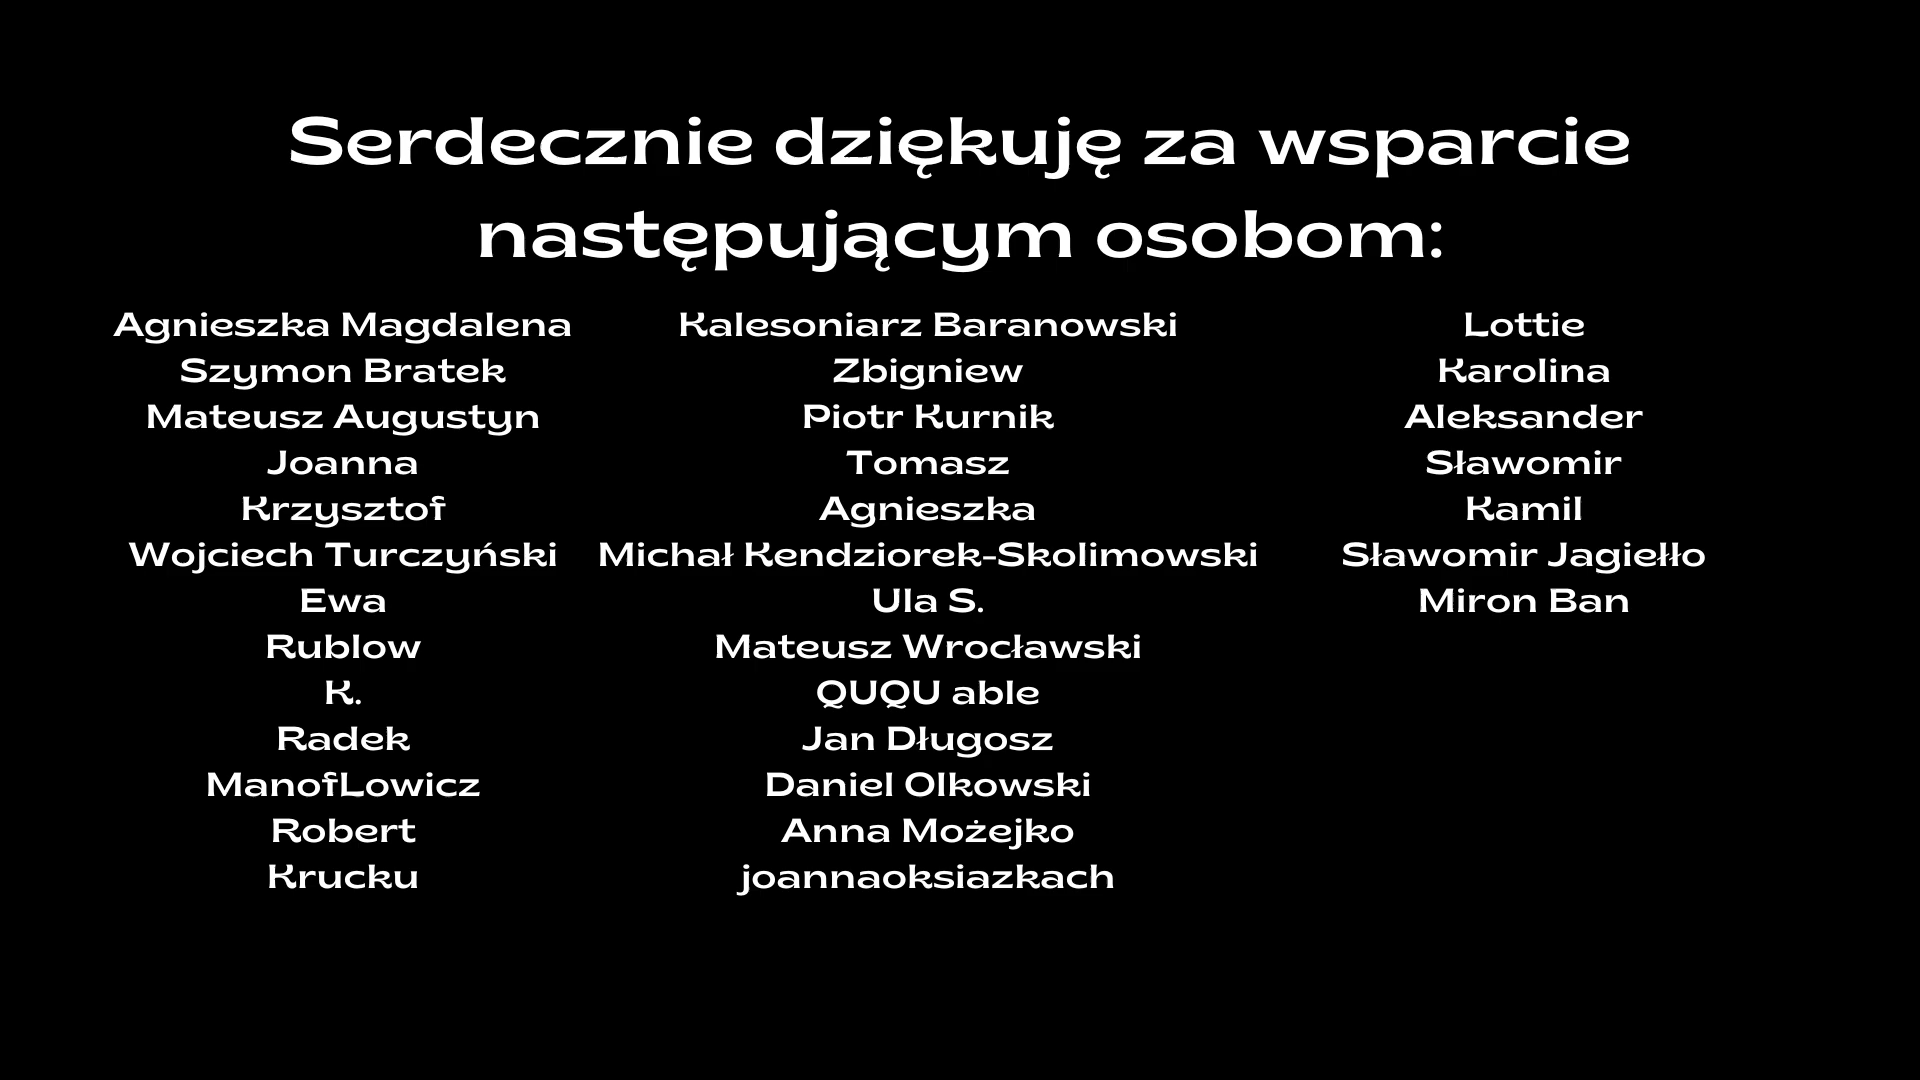 Serdecznie dziękuję za wsparcie
następującym osobom:
Agnieszka Magdalena
Szymon Bratek
Mateusz Augustyn
Joanna
Krzysztof
Wojciech Turczyński
Ewa
Rublow
K.
Radek
ManofLowicz
Robert
Krucku
Kalesoniarz Baranowski
Zbigniew
Piotr Kurnik
Tomasz
Agnieszka
Michał Kendziorek-Skolimowski
Ula S.
Mateusz Wrocławski
QUQU able
Jan Długosz
Daniel Olkowski
Anna Możejko
joannaoksiazkach
Lottie
Karolina
Aleksander
Sławomir
Kamil
Sławomir Jagiełło
Miron Ban